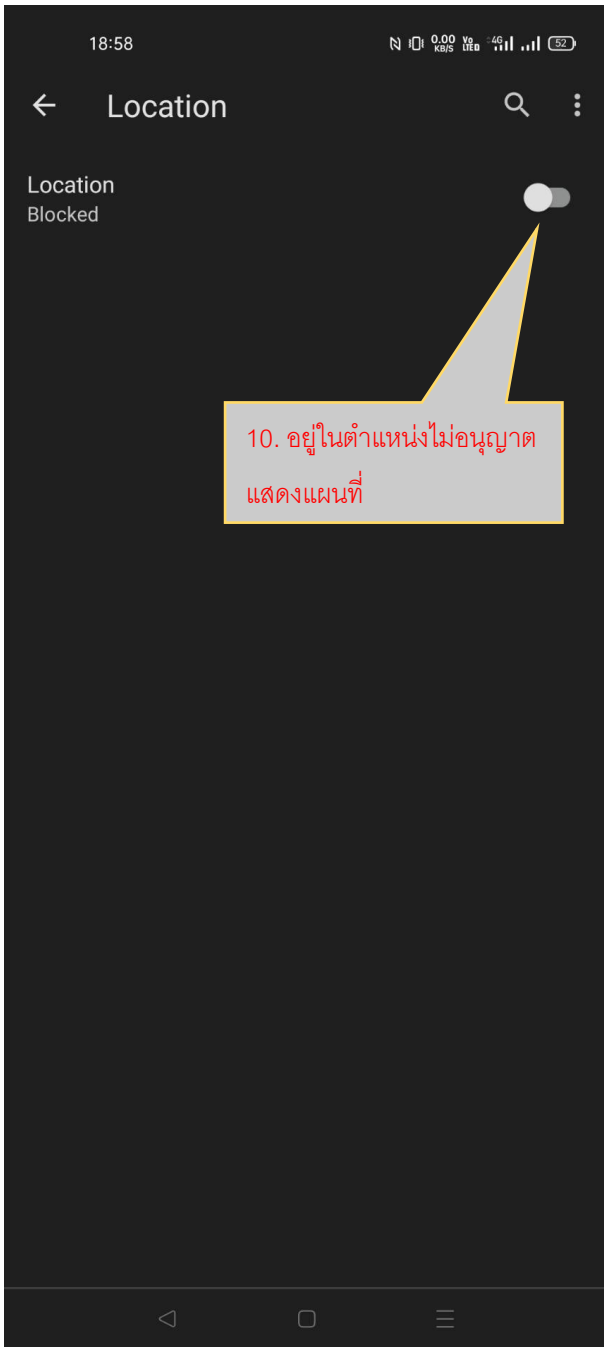 18:58 0.00 KB/S Vo LTE 4G 52
Location
Location
Blocked
10. อยู่ในตำแหน่งไม่อนุญาต
แสดงแผนที่